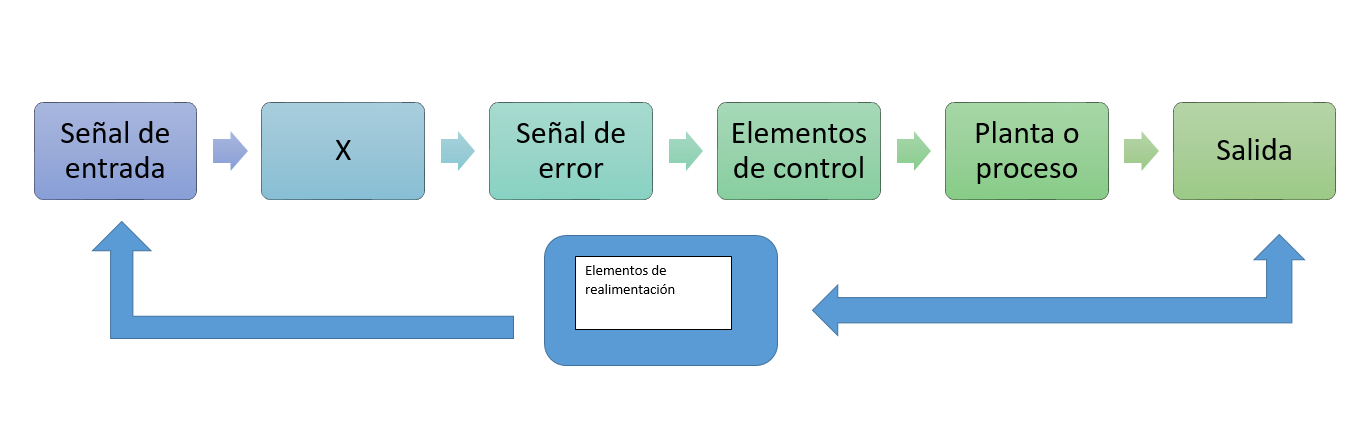 Señal de
entrada
X
Señal de
error
Elementos
de control
Planta o
proceso
Salida
Elementos de
realimentación